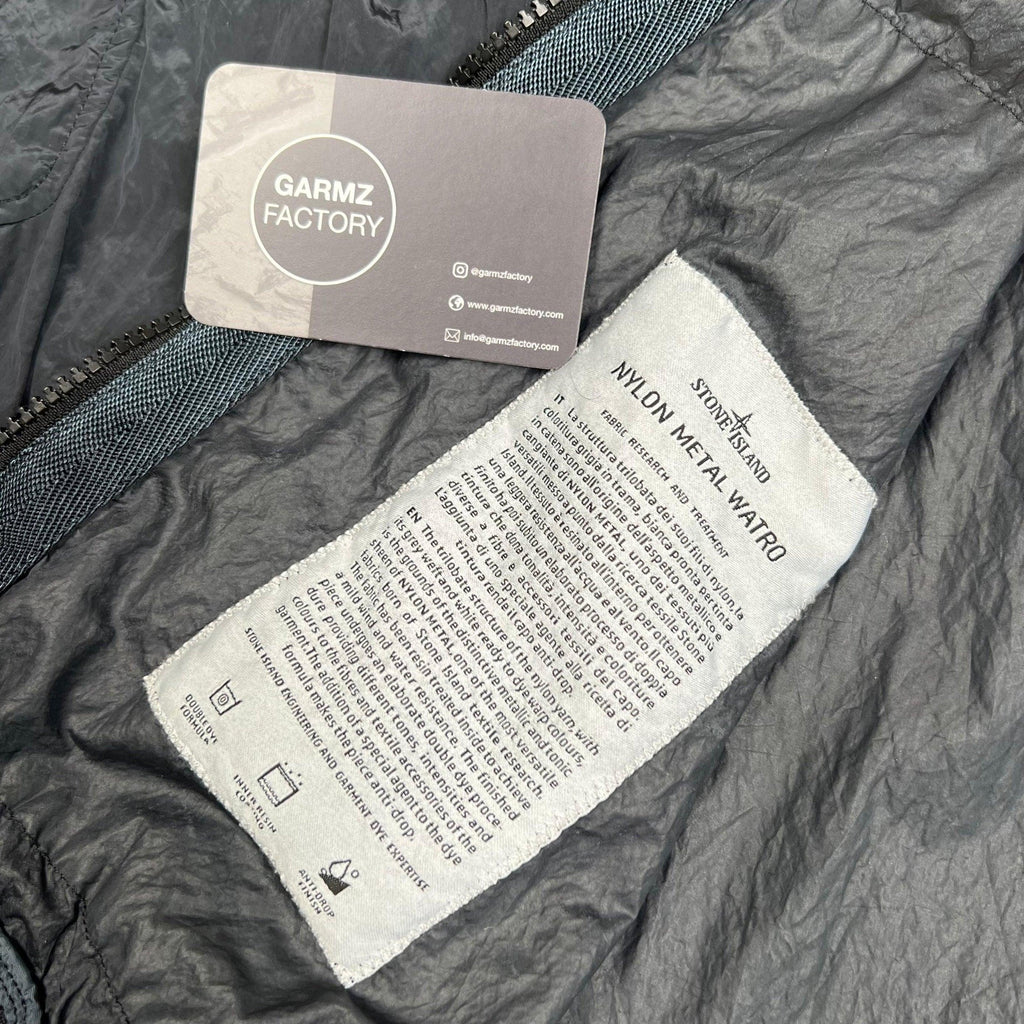 GARMZ
FACTORY
@garmzfactory
www.garmzfactory.com
info@garmzfactory.com
STONE ISLAND
NYLON METAL WATRO
FABRIC RESEARCH AND TREATMENT
IT La struttura trilobata dei suoi fili di nylon, la
coloritura grigia in trama, bianca pronta per tinta
in catena sono all'origine dell'aspetto metallico e
cangiante di NYLON METAL, uno dei tessuti più
versatili messo a punto dalla ricerca tessile Stone
Island. Il tessuto è resinato all'interno per ottenere
una leggera resistenza all'acqua e al vento. Il capo
finito ha poi subìto un elaborato processo di doppia
tintura che dona tonalità, intensità e coloriture
diverse a fibre e accessori tessili del capo.
L'aggiunta di uno speciale agente alla ricetta di
tintura rende il capo anti-drop.
EN The trilobate structure of the nylon yarn, with
its grey weft and white ready to dye warp colours,
is the grounds of the distinctive metallic and tonic
sheen of NYLON METAL, one of the most versatile
fabrics born of Stone Island textile research.
The fabric has been resin treated inside to achieve
a mild wind and water resistance. The finished
piece undergoes an elaborate double dye proce-
dure, providing different tones, intensities and
colours to the fibres and textile accessories of the
garment. The addition of a special agent to the dye
formula makes the piece anti drop.
STONE ISLAND ENGINEERING AND GARMENT DYE EXPERTISE
DOUBLE DYE
FORMULA
INNER RESIN
COATING
ANTI-DROP
FINISH